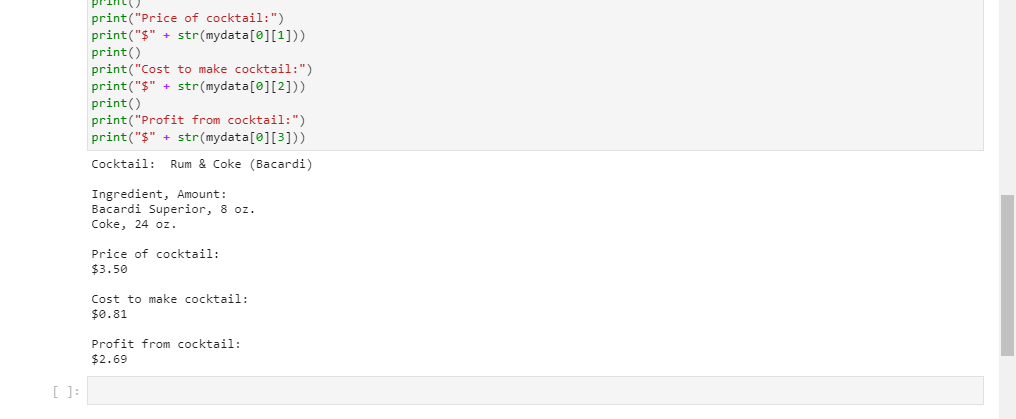 print()
print("Price of cocktail:")
print("$" + str(mydata[0][1]))
print()
print("Cost to make cocktail:")
print("$" + str(mydata[0][2]))
print()
print("Profit from cocktail:")
print("$" + str(mydata[0][3]))
Cocktail:  Rum & Coke (Bacardi)
Ingredient, Amount:
Bacardi Superior, 8 oz.
Coke, 24 oz.
Price of cocktail:
$3.50
Cost to make cocktail:
$0.81
Profit from cocktail:
$2.69
[ ]: